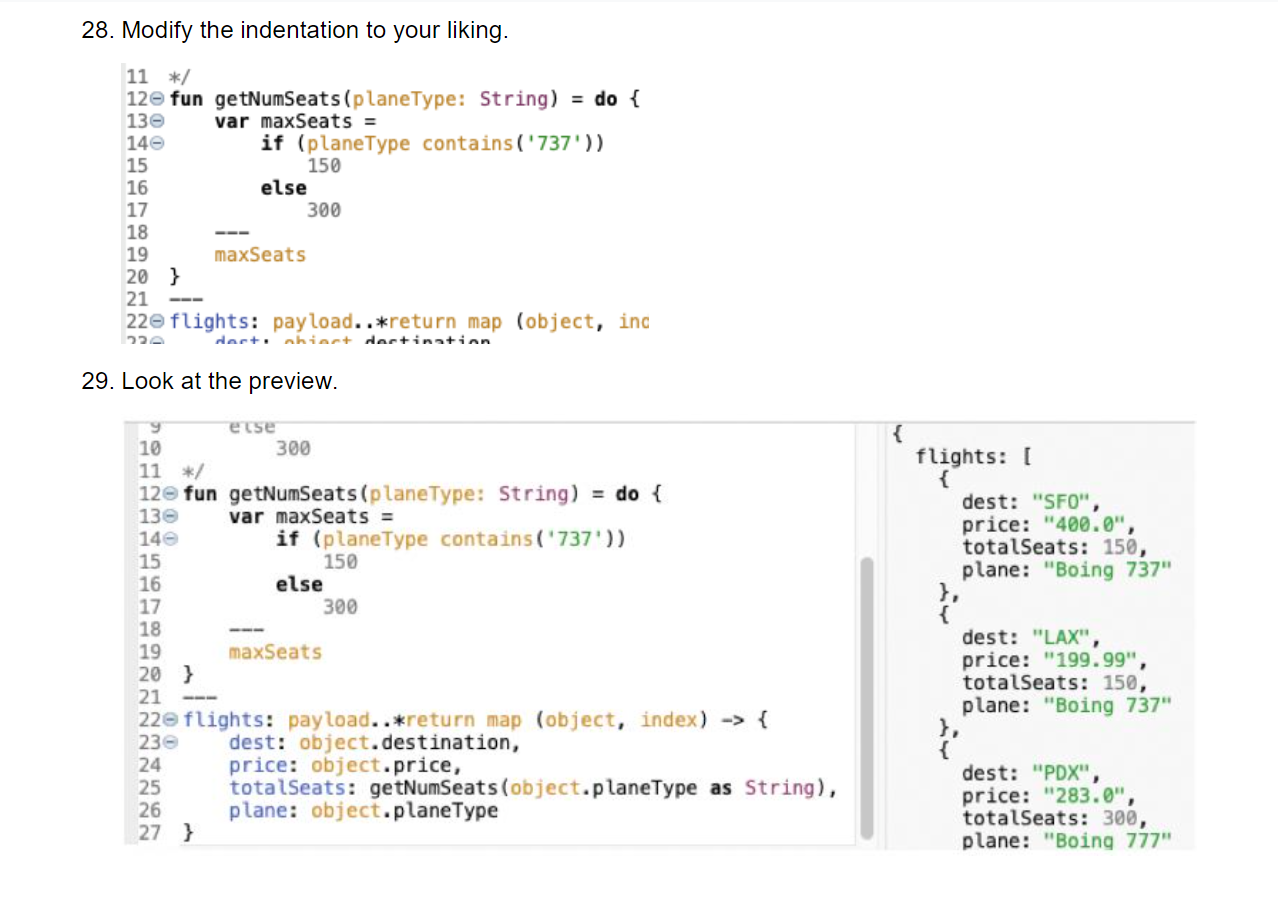 28. Modify the indentation to your liking.
11 */
12 fun getNumSeats(planeType: String) = do {
13 var maxSeats =
14 if (planeType contains('737'))
15 150
16 else
17 300
18 ---
19 maxSeats
20 }
21 ---
22 flights: payload..*return map (object, ind
23 dest: object.destination
29. Look at the preview.
9 else
10 300
11 */
12 fun getNumSeats(planeType: String) = do {
13 var maxSeats =
14 if (planeType contains('737'))
15 150
16 else
17 300
18 ---
19 maxSeats
20 }
21 ---
22 flights: payload..*return map (object, index) -> {
23 dest: object.destination,
24 price: object.price,
25 totalSeats: getNumSeats(object.planeType as String),
26 plane: object.planeType
27 }
{
flights: [
{
dest: "SFO",
price: "400.0",
totalSeats: 150,
plane: "Boing 737"
},
{
dest: "LAX",
price: "199.99",
totalSeats: 150,
plane: "Boing 737"
},
{
dest: "PDX",
price: "283.0",
totalSeats: 300,
plane: "Boing 777"